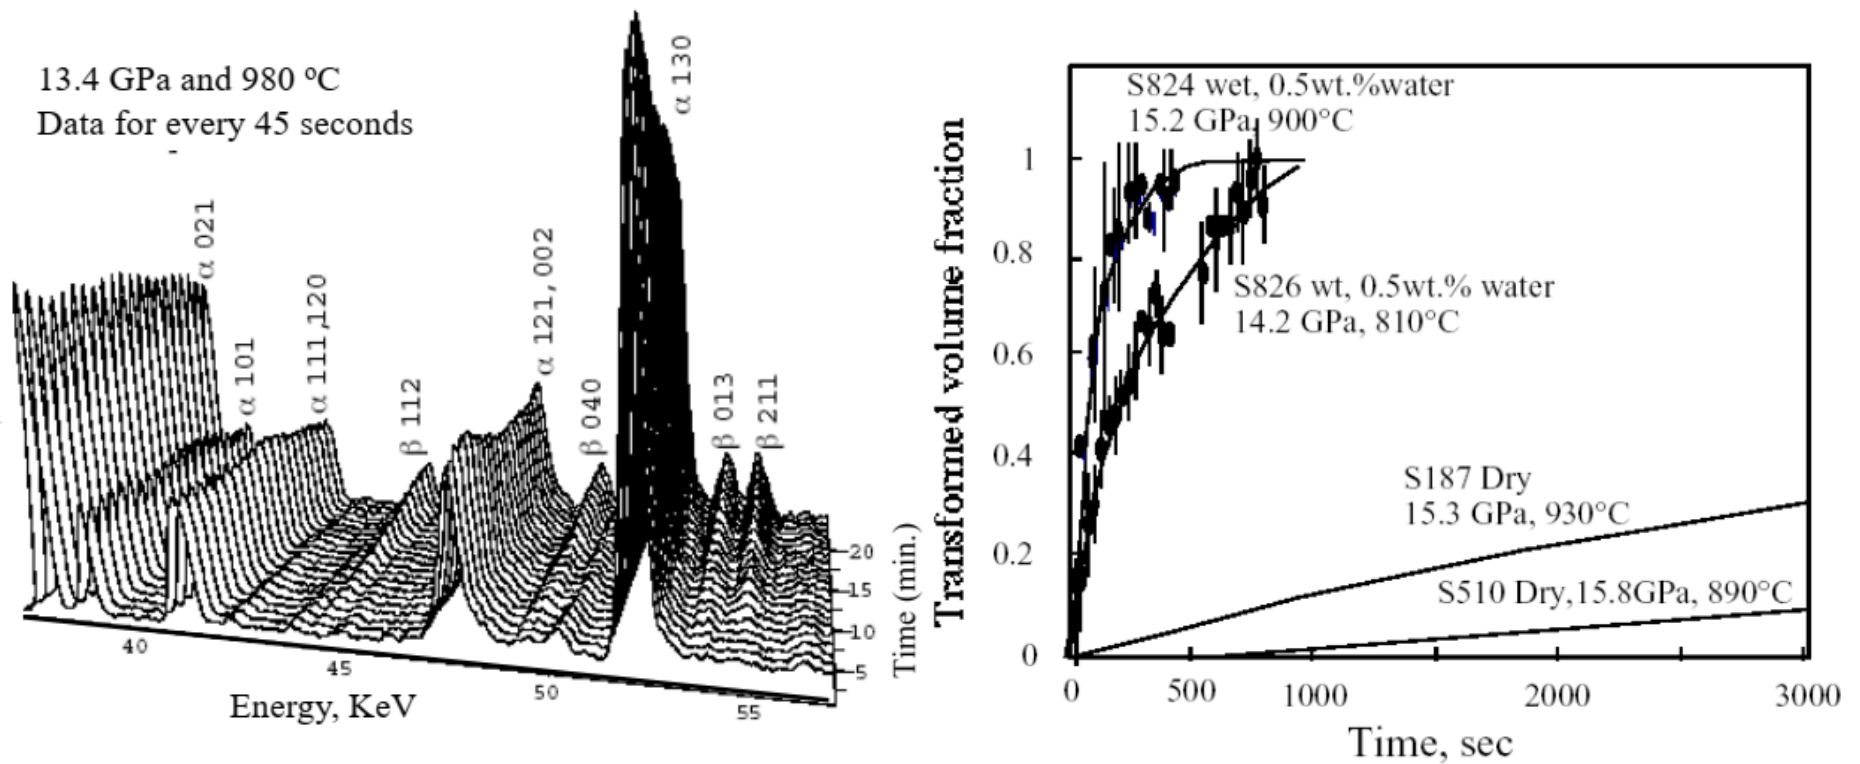 13.4 GPa and 980 ºC
Data for every 45 seconds
-
α 021
α 101
α 111,120
β 112
α 121, 002
β 040
α 130
β 013
β 211
20
15
10
5
Time (min.)
40
45
50
55
Energy, KeV
Transformed volume fraction
S824 wet, 0.5wt.%water
15.2 GPa, 900°C
1
0.8
S826 wt, 0.5wt.% water
14.2 GPa, 810°C
0.6
0.4
S187 Dry
15.3 GPa, 930°C
0.2
S510 Dry,15.8GPa, 890°C
0
0
500
1000
2000
3000
Time, sec